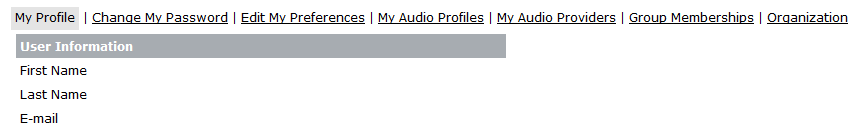 My Profile | Change My Password | Edit My Preferences | My Audio Profiles | My Audio Providers | Group Memberships | Organization
User Information
First Name
Last Name
E-mail